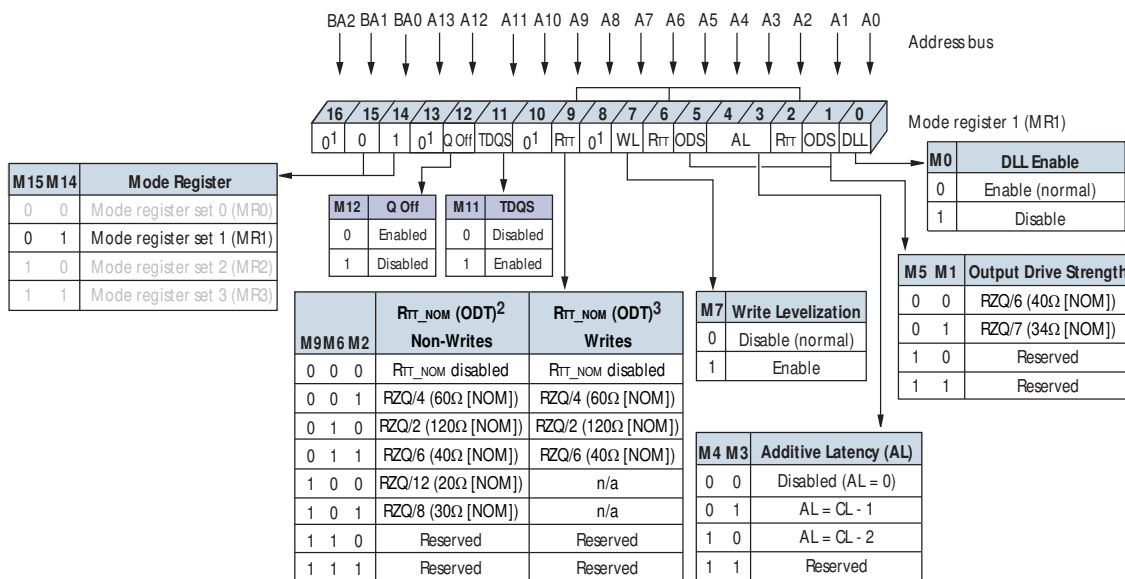 BA2 BA1 BA0 A13 A12 A11 A10 A9 A8 A7 A6 A5 A4 A3 A2 A1 A0
Address bus
16 15 14 13 12 11 10 9 8 7 6 5 4 3 2 1 0
0¹ 0 1 0¹ Q Off TDQS 0¹ RTT 0¹ WL RTT ODS AL RTT ODS DLL
Mode register 1 (MR1)
M15 M14 Mode Register
0 0 Mode register set 0 (MR0)
0 1 Mode register set 1 (MR1)
1 0 Mode register set 2 (MR2)
1 1 Mode register set 3 (MR3)
M12 Q Off
0 Enabled
1 Disabled
M11 TDQS
0 Disabled
1 Enabled
M0 DLL Enable
0 Enable (normal)
1 Disable
M5 M1 Output Drive Strength
0 0 RZQ/6 (40Ω [NOM])
0 1 RZQ/7 (34Ω [NOM])
1 0 Reserved
1 1 Reserved
M9 M6 M2
RTT_NOM (ODT)² Non-Writes
RTT_NOM (ODT)³ Writes
0 0 0 RTT_NOM disabled RTT_NOM disabled
0 0 1 RZQ/4 (60Ω [NOM]) RZQ/4 (60Ω [NOM])
0 1 0 RZQ/2 (120Ω [NOM]) RZQ/2 (120Ω [NOM])
0 1 1 RZQ/6 (40Ω [NOM]) RZQ/6 (40Ω [NOM])
1 0 0 RZQ/12 (20Ω [NOM]) n/a
1 0 1 RZQ/8 (30Ω [NOM]) n/a
1 1 0 Reserved Reserved
1 1 1 Reserved Reserved
M7 Write Levelization
0 Disable (normal)
1 Enable
M4 M3 Additive Latency (AL)
0 0 Disabled (AL = 0)
0 1 AL = CL - 1
1 0 AL = CL - 2
1 1 Reserved